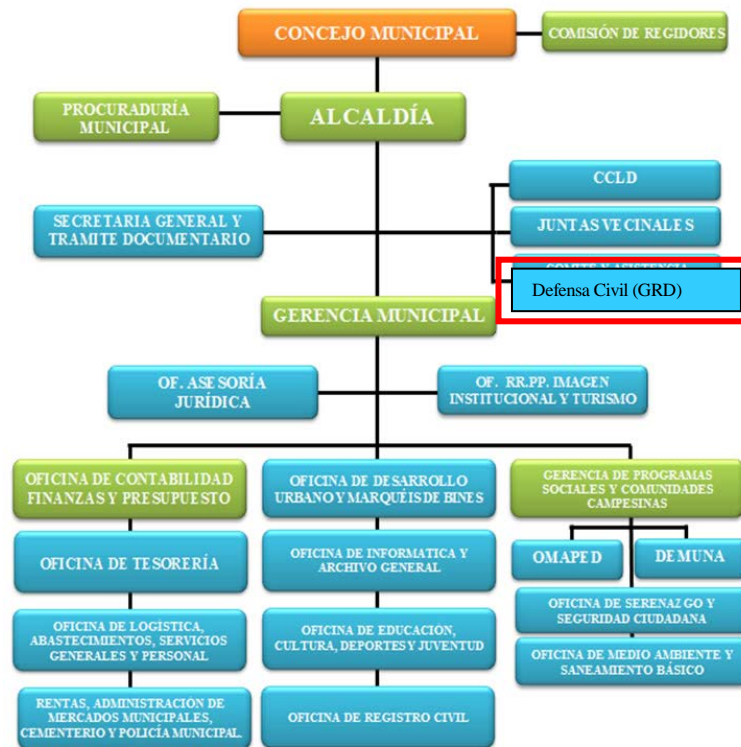 CONCEJO MUNICIPAL
COMISIÓN DE REGIDORES
PROCURADURÍA
MUNICIPAL
ALCALDÍA
CCLD
SECRETARIA GENERAL Y
TRAMITE DOCUMENTARIO
JUNTAS VECINALES
Defensa Civil (GRD)
GERENCIA MUNICIPAL
OF. ASESORÍA
JURÍDICA
OF. RR.PP. IMAGEN
INSTITUCIONAL Y TURISMO
OFICINA DE CONTABILIDAD
FINANZAS Y PRESUPUESTO
OFICINA DE DESARROLLO
URBANO Y MARQUÉIS DE BINES
GERENCIA DE PROGRAMAS
SOCIALES Y COMUNIDADES
CAMPESINAS
OFICINA DE TESORERÍA
OFICINA DE INFORMATICA Y
ARCHIVO GENERAL
OMAPED
DEMUNA
OFICINA DE LOGÍSTICA,
ABASTECIMIENTOS, SERVICIOS
GENERALES Y PERSONAL
OFICINA DE EDUCACIÓN,
CULTURA, DEPORTES Y JUVENTUD
OFICINA DE SERENAZGO Y
SEGURIDAD CIUDADANA
OFICINA DE MEDIO AMBIENTE Y
SANEAMIENTO BÁSICO
RENTAS, ADMINISTRACIÓN DE
MERCADOS MUNICIPALES,
CEMENTERIO Y POLICÍA MUNICIPAL
OFICINA DE REGISTRO CIVIL